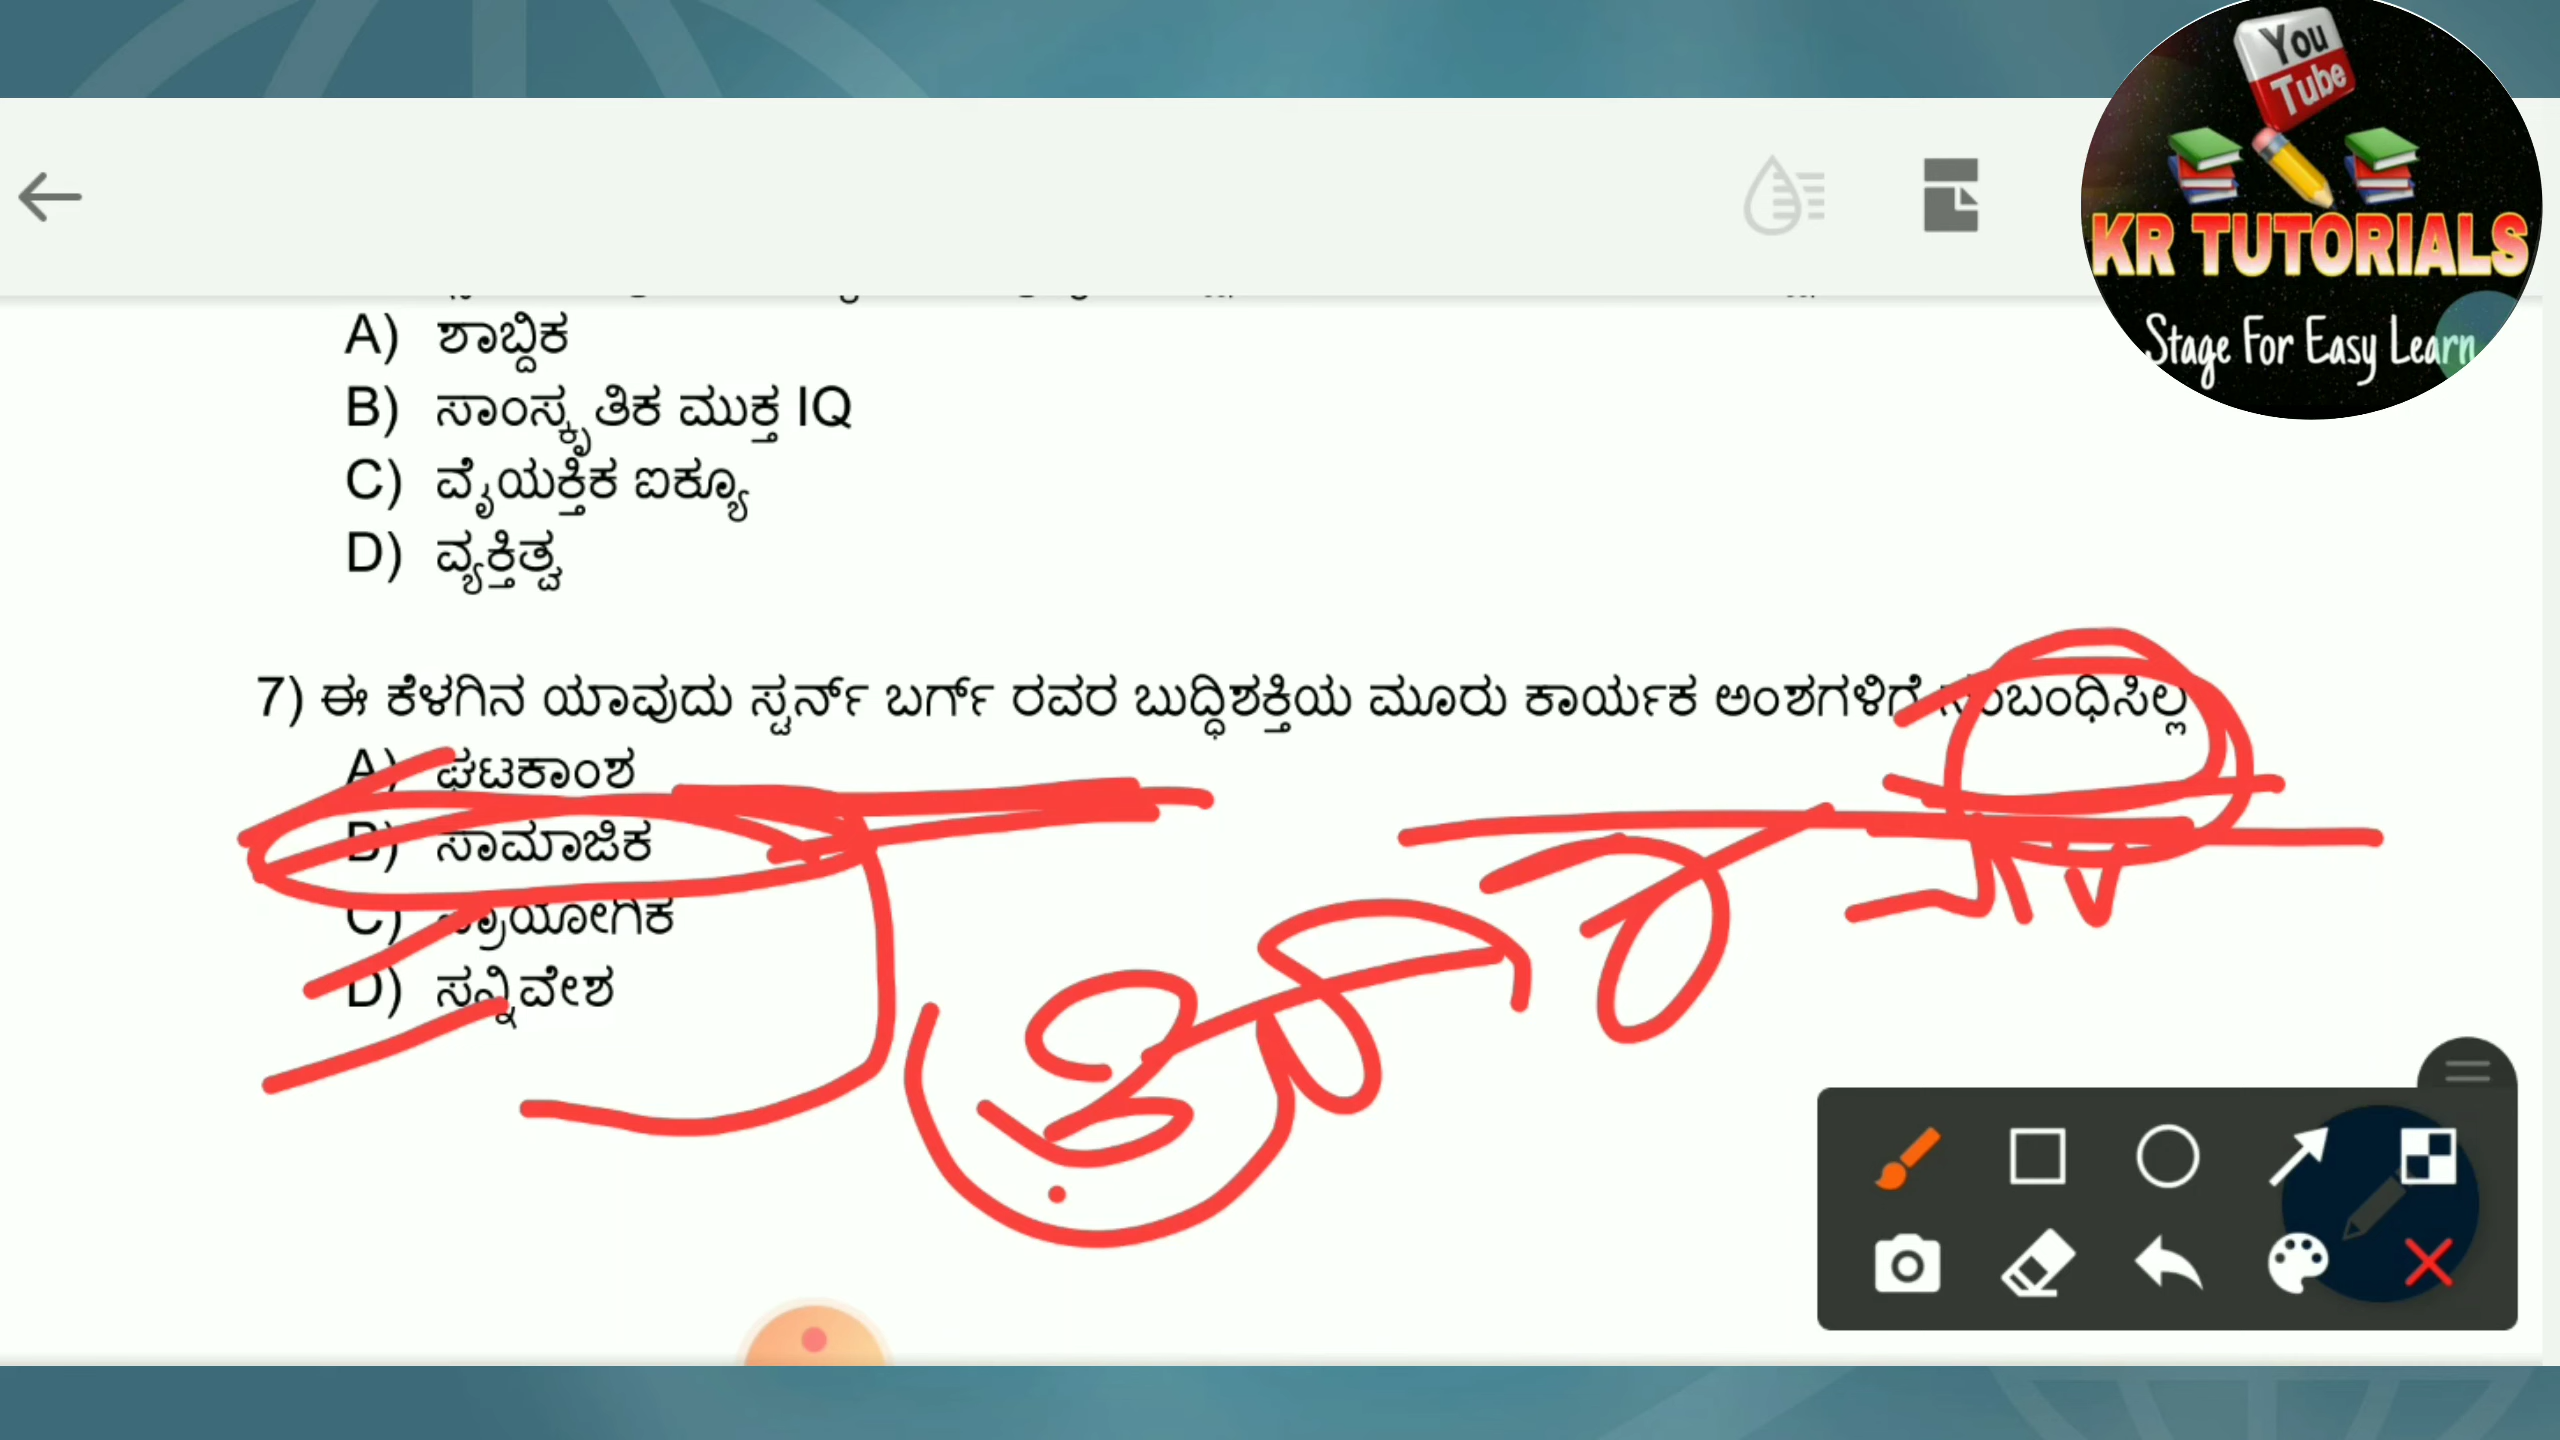 You
Tube
KR TUTORIALS
Stage For Easy Learn
A) ಶಾಬ್ದಿಕ
B) ಸಾಂಸ್ಕೃತಿಕ ಮುಕ್ತ IQ
C) ವೈಯಕ್ತಿಕ ಐಕ್ಯೂ
D) ವ್ಯಕ್ತಿತ್ವ
7) ಈ ಕೆಳಗಿನ ಯಾವುದು ಸ್ಟರ್ನ್ ಬರ್ಗ್ ರವರ ಬುದ್ಧಿಶಕ್ತಿಯ ಮೂರು ಕಾರ್ಯಕ ಅಂಶಗಳಿಗೆ ಸಂಬಂಧಿಸಿಲ್ಲ
A) ಘಟಕಾಂಶ
B) ಸಾಮಾಜಿಕ
C) ಪ್ರಾಯೋಗಿಕ
D) ಸನ್ನಿವೇಶ